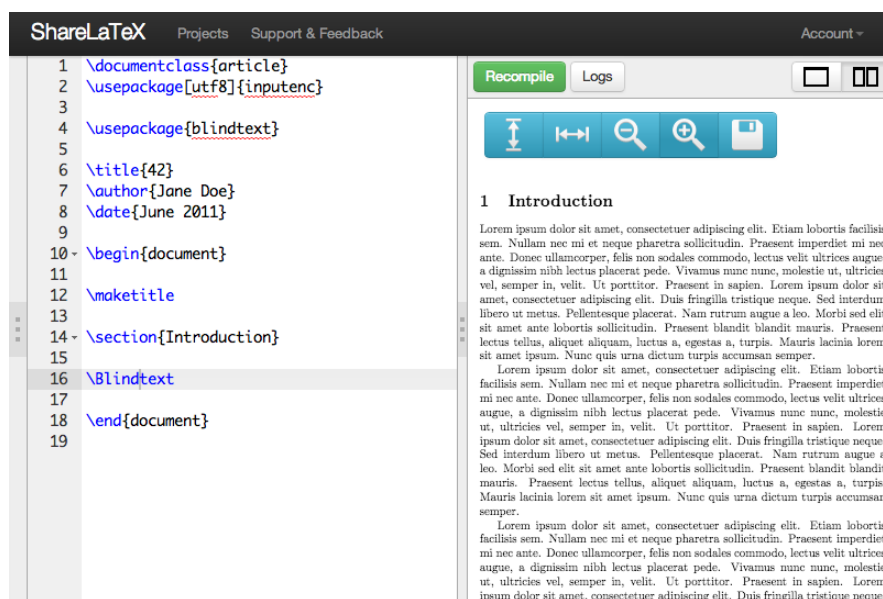 ShareLaTeX Projects Support & Feedback Account
1 \documentclass{article}
2 \usepackage[utf8]{inputenc}
3
4 \usepackage{blindtext}
5
6 \title{42}
7 \author{Jane Doe}
8 \date{June 2011}
9
10 \begin{document}
11
12 \maketitle
13
14 \section{Introduction}
15
16 \Blindtext
17
18 \end{document}
19
Recompile Logs
1 Introduction
Lorem ipsum dolor sit amet, consectetuer adipiscing elit. Etiam lobortis facilisis
sem. Nullam nec mi et neque pharetra sollicitudin. Praesent imperdiet mi nec
ante. Donec ullamcorper, felis non sodales commodo, lectus velit ultrices augue,
a dignissim nibh lectus placerat pede. Vivamus nunc nunc, molestie ut, ultricies
vel, semper in, velit. Ut porttitor. Praesent in sapien. Lorem ipsum dolor sit
amet, consectetuer adipiscing elit. Duis fringilla tristique neque. Sed interdum
libero ut metus. Pellentesque placerat. Nam rutrum augue a leo. Morbi sed elit
sit amet ante lobortis sollicitudin. Praesent blandit blandit mauris. Praesent
lectus tellus, aliquet aliquam, luctus a, egestas a, turpis. Mauris lacinia lorem
sit amet ipsum. Nunc quis urna dictum turpis accumsan semper.
Lorem ipsum dolor sit amet, consectetuer adipiscing elit. Etiam lobortis
facilisis sem. Nullam nec mi et neque pharetra sollicitudin. Praesent imperdiet
mi nec ante. Donec ullamcorper, felis non sodales commodo, lectus velit ultrices
augue, a dignissim nibh lectus placerat pede. Vivamus nunc nunc, molestie
ut, ultricies vel, semper in, velit. Ut porttitor. Praesent in sapien. Lorem
ipsum dolor sit amet, consectetuer adipiscing elit. Duis fringilla tristique neque.
Sed interdum libero ut metus. Pellentesque placerat. Nam rutrum augue a
leo. Morbi sed elit sit amet ante lobortis sollicitudin. Praesent blandit blandit
mauris. Praesent lectus tellus, aliquet aliquam, luctus a, egestas a, turpis.
Mauris lacinia lorem sit amet ipsum. Nunc quis urna dictum turpis accumsan
semper.
Lorem ipsum dolor sit amet, consectetuer adipiscing elit. Etiam lobortis
facilisis sem. Nullam nec mi et neque pharetra sollicitudin. Praesent imperdiet
mi nec ante. Donec ullamcorper, felis non sodales commodo, lectus velit ultrices
augue, a dignissim nibh lectus placerat pede. Vivamus nunc nunc, molestie
ut, ultricies vel, semper in, velit. Ut porttitor. Praesent in sapien. Lorem
ipsum dolor sit amet, consectetuer adipiscing elit. Duis fringilla tristique neque.